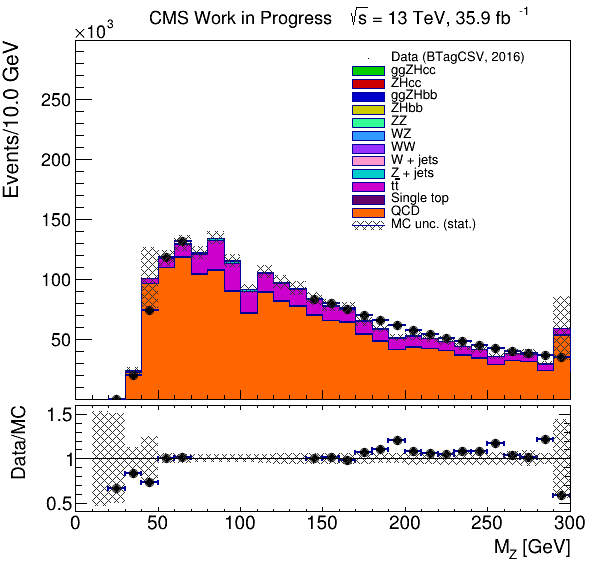 CMS Work in Progress √s = 13 TeV, 35.9 fb -1
×10^3
Events/10.0 GeV
250
200
150
100
50
Data (BTagCSV, 2016)
ggZHcc
ZHcc
ggZHbb
ZHbb
ZZ
WZ
WW
W + jets
Z + jets
tt̅
Single top
QCD
MC unc. (stat.)
Data/MC
1.5
1
0.5
0 50 100 150 200 250 300
M_Z [GeV]